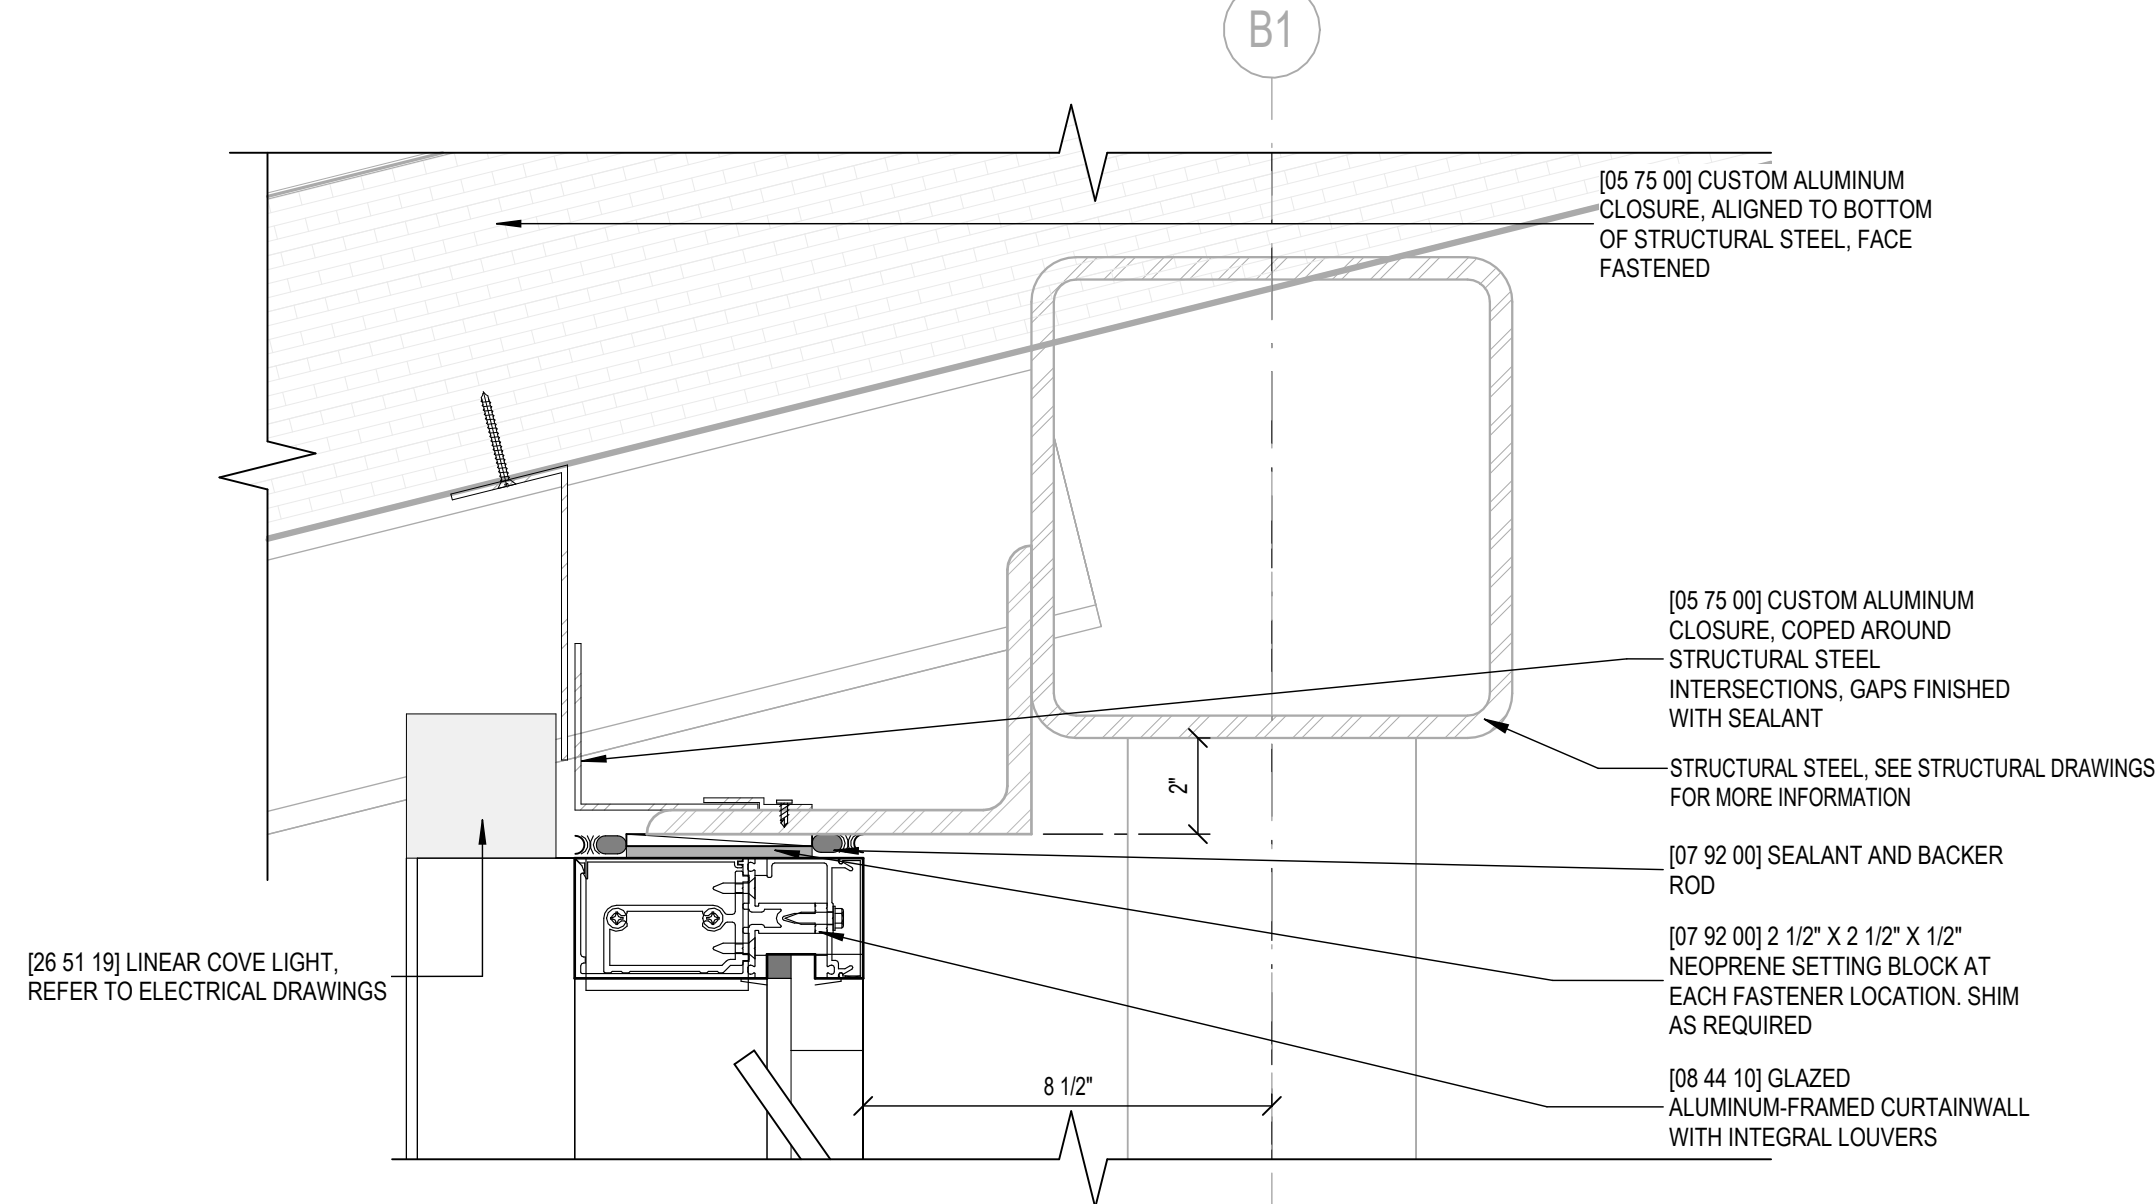 B1
[05 75 00] CUSTOM ALUMINUM
CLOSURE, ALIGNED TO BOTTOM
OF STRUCTURAL STEEL, FACE
FASTENED
[05 75 00] CUSTOM ALUMINUM
CLOSURE, COPED AROUND
STRUCTURAL STEEL
INTERSECTIONS, GAPS FINISHED
WITH SEALANT
STRUCTURAL STEEL, SEE STRUCTURAL DRAWINGS
FOR MORE INFORMATION
2"
[07 92 00] SEALANT AND BACKER
ROD
[07 92 00] 2 1/2" X 2 1/2" X 1/2"
NEOPRENE SETTING BLOCK AT
EACH FASTENER LOCATION. SHIM
AS REQUIRED
[26 51 19] LINEAR COVE LIGHT,
REFER TO ELECTRICAL DRAWINGS
8 1/2"
[08 44 10] GLAZED
ALUMINUM-FRAMED CURTAINWALL
WITH INTEGRAL LOUVERS